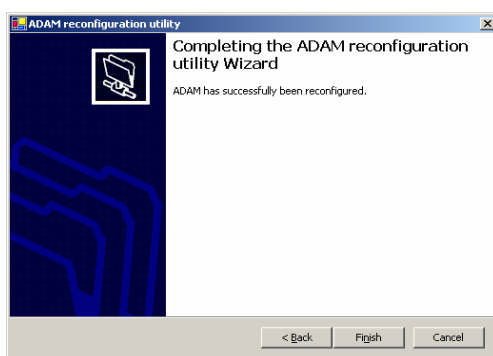 ADAM reconfiguration utility
Completing the ADAM reconfiguration
utility Wizard
ADAM has successfully been reconfigured.
< Back
Finish
Cancel